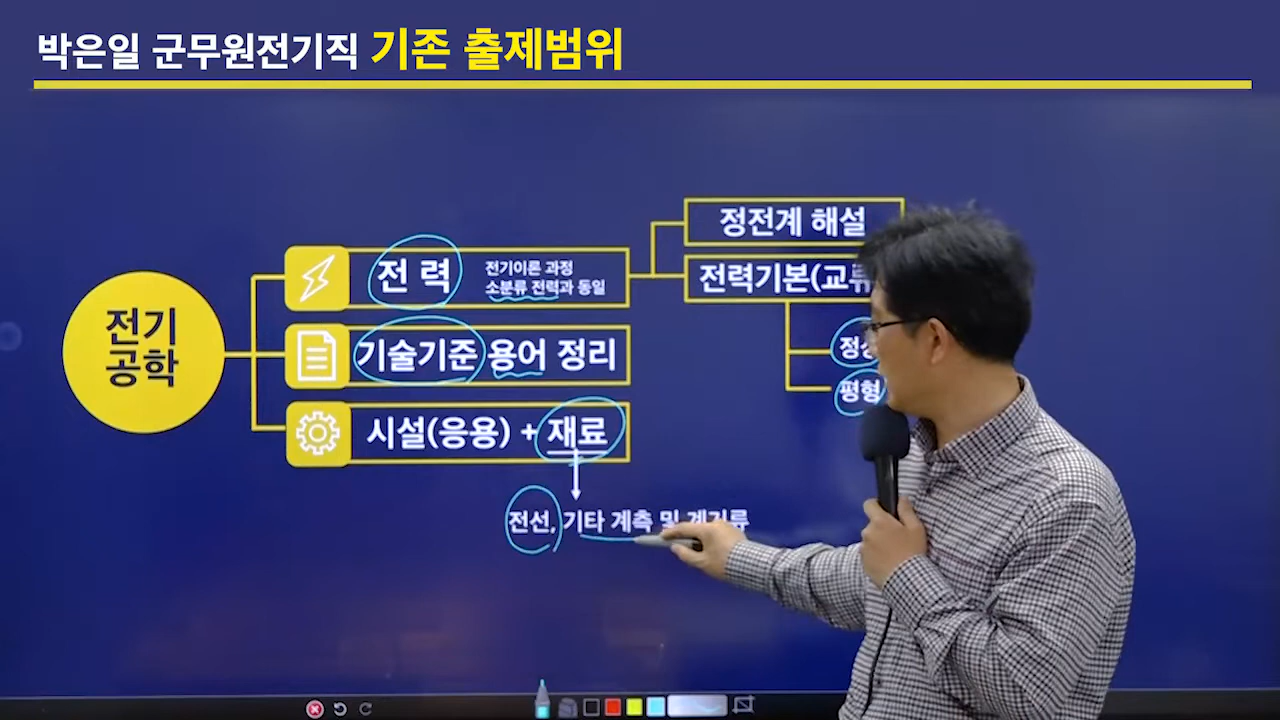 박은일 군무원전기직 기존 출제범위
정전계 해설
전력
전기이론 과정
소분류 전력과 동일
전력기본(교류
전기
공학
기술기준 용어 정리
평형
시설(응용) + 재료
전선, 기타 계측 및 계기류